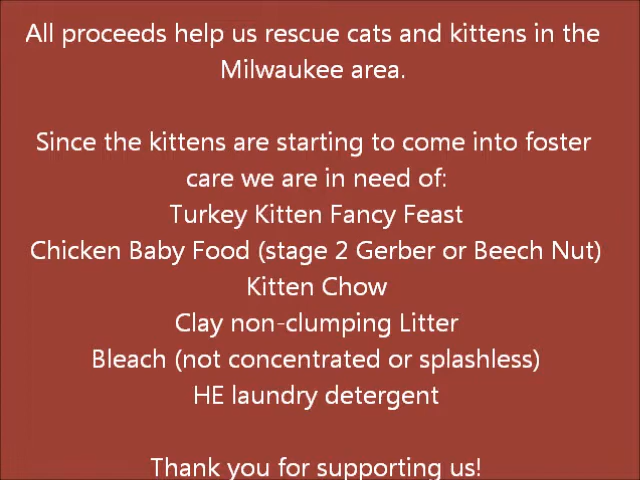 All proceeds help us rescue cats and kittens in the
Milwaukee area.
Since the kittens are starting to come into foster
care we are in need of:
Turkey Kitten Fancy Feast
Chicken Baby Food (stage 2 Gerber or Beech Nut)
Kitten Chow
Clay non-clumping Litter
Bleach (not concentrated or splashless)
HE laundry detergent
Thank you for supporting us!